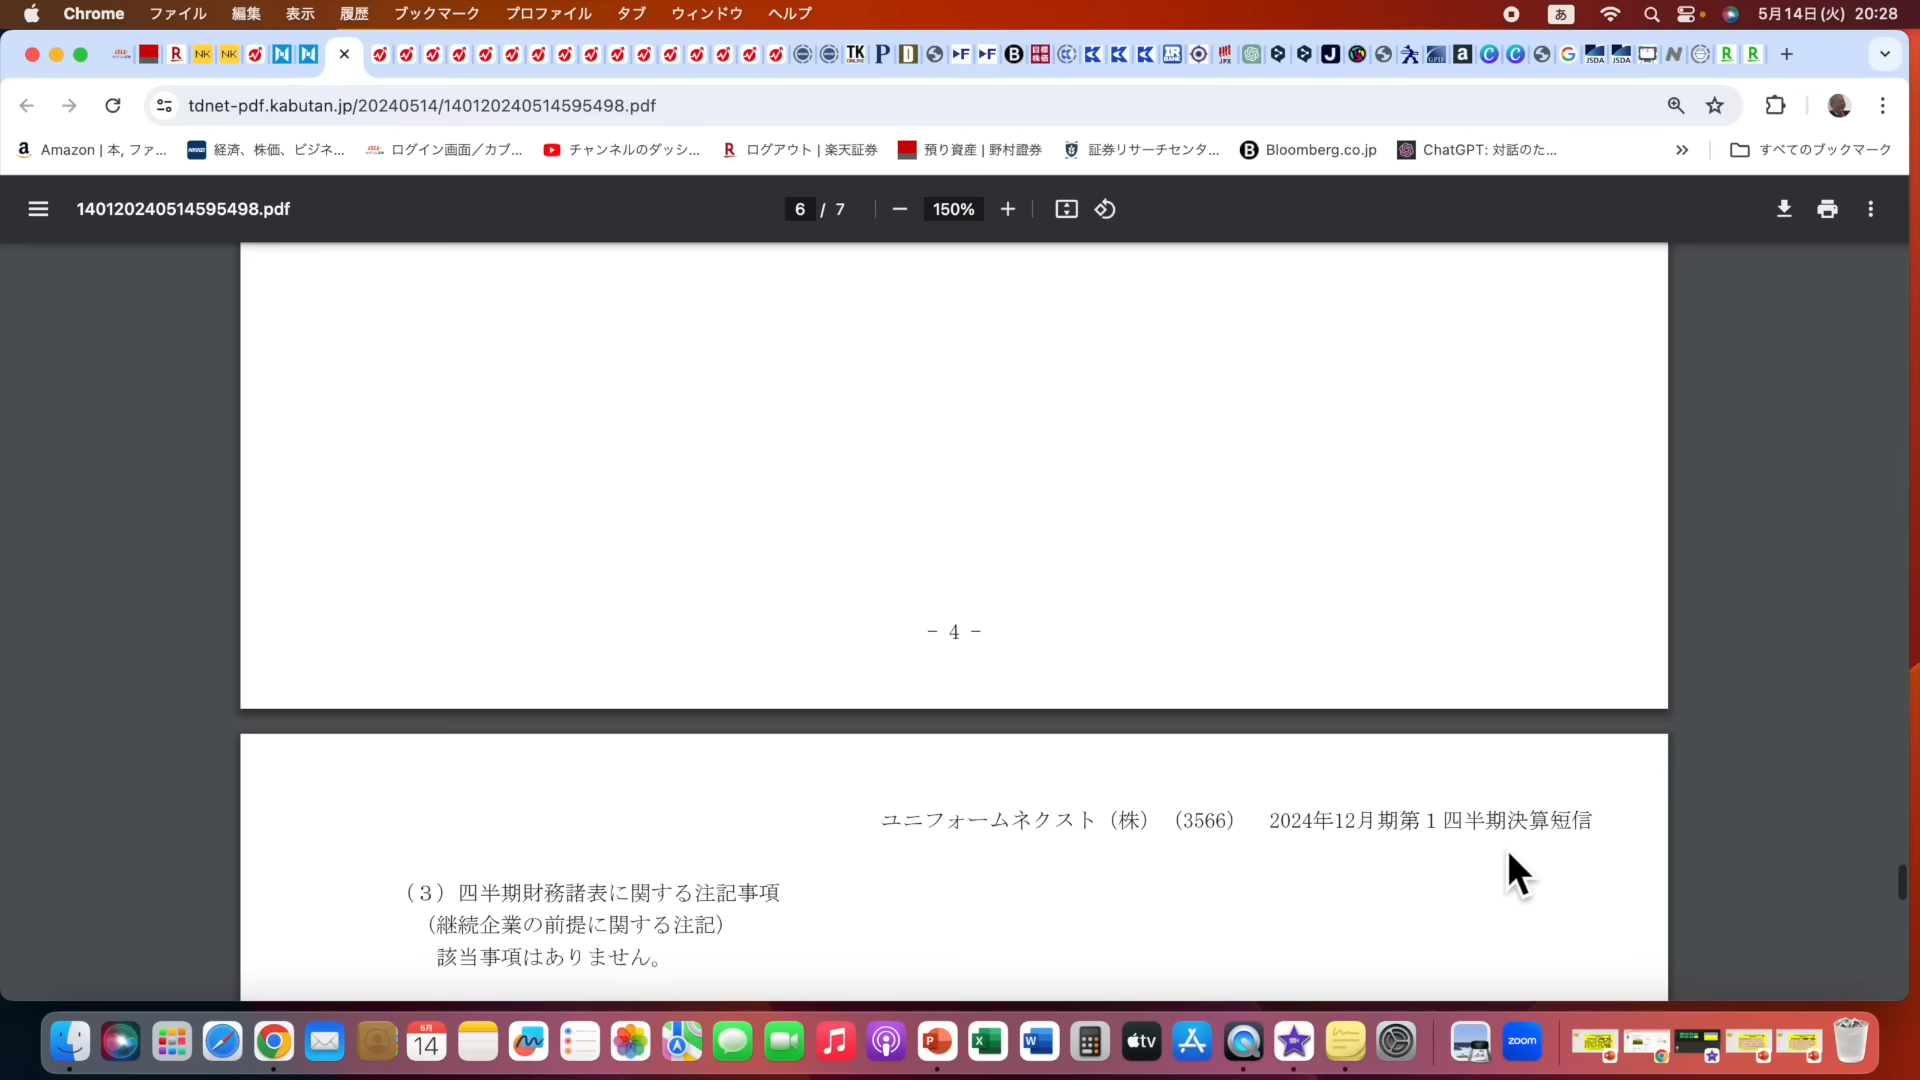 Chrome ファイル 編集 表示 履歴 ブックマーク プロファイル タブ ウィンドウ ヘルプ あ 5月14日(火) 20:28
tdnet-pdf.kabutan.jp/20240514/140120240514595498.pdf
Amazon | 本, ファ... 経済、株価、ビジネ... ログイン画面／カブ... チャンネルのダッシ... ログアウト | 楽天証券 預り資産 | 野村證券 証券リサーチセンタ... Bloomberg.co.jp ChatGPT: 対話のた... » すべてのブックマーク
140120240514595498.pdf 6 / 7 150%
- 4 -
ユニフォームネクスト（株）（3566） 2024年12月期第１四半期決算短信
（３）四半期財務諸表に関する注記事項
（継続企業の前提に関する注記）
該当事項はありません。
5月
14
tv
zoom